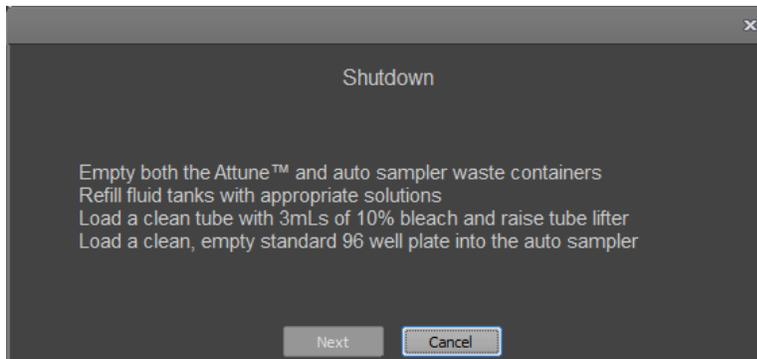 Shutdown
Empty both the Attune™ and auto sampler waste containers
Refill fluid tanks with appropriate solutions
Load a clean tube with 3mLs of 10% bleach and raise tube lifter
Load a clean, empty standard 96 well plate into the auto sampler
Next Cancel